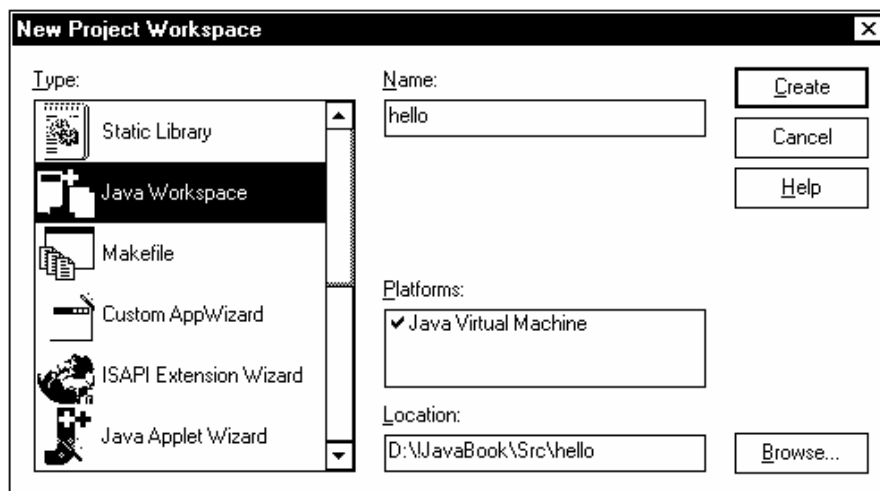 New Project Workspace
Type:
Static Library
Java Workspace
Makefile
Custom AppWizard
ISAPI Extension Wizard
Java Applet Wizard
Name:
hello
Platforms:
Java Virtual Machine
Location:
D:\!JavaBook\Src\hello
Create
Cancel
Help
Browse...